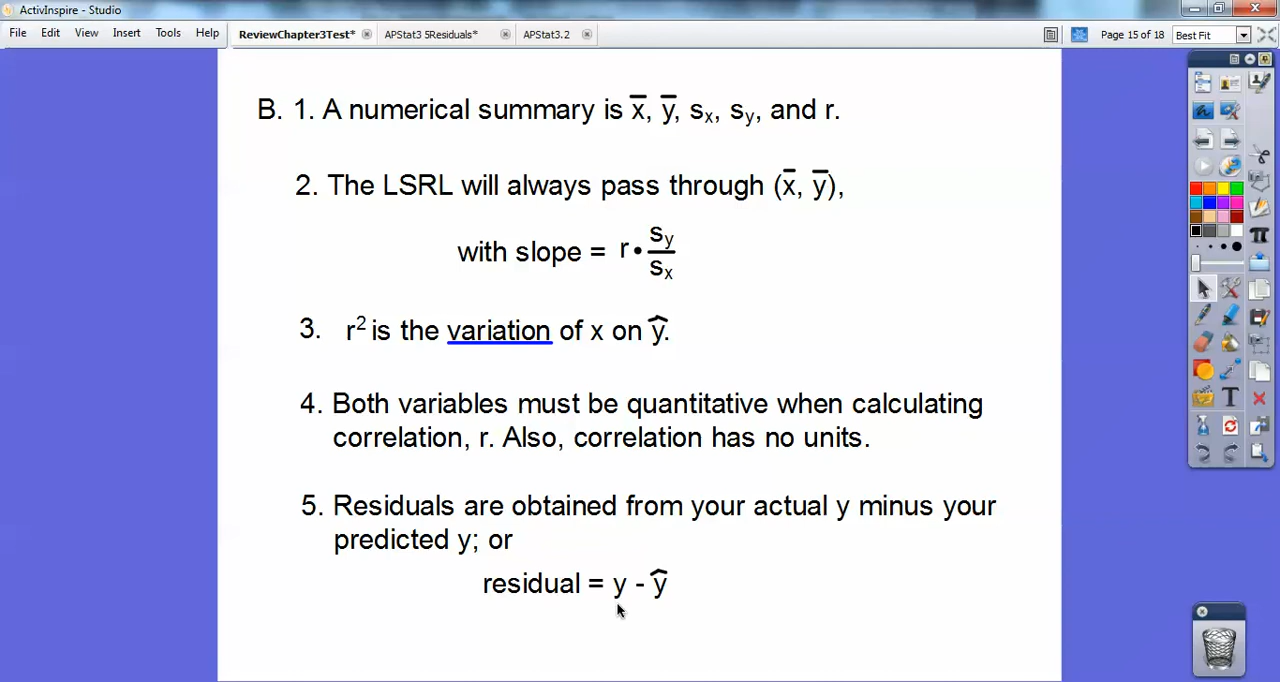 ActivInspire - Studio
File Edit View Insert Tools Help
ReviewChapter3Test* APStat3 5Residuals* APStat3.2
Page 15 of 18 Best Fit
B. 1. A numerical summary is x̅, y̅, sₓ, s_y, and r.
2. The LSRL will always pass through (x̅, y̅),
with slope = r • s_y / sₓ
3. r² is the variation of x on ŷ.
4. Both variables must be quantitative when calculating
correlation, r. Also, correlation has no units.
5. Residuals are obtained from your actual y minus your
predicted y; or
residual = y - ŷ